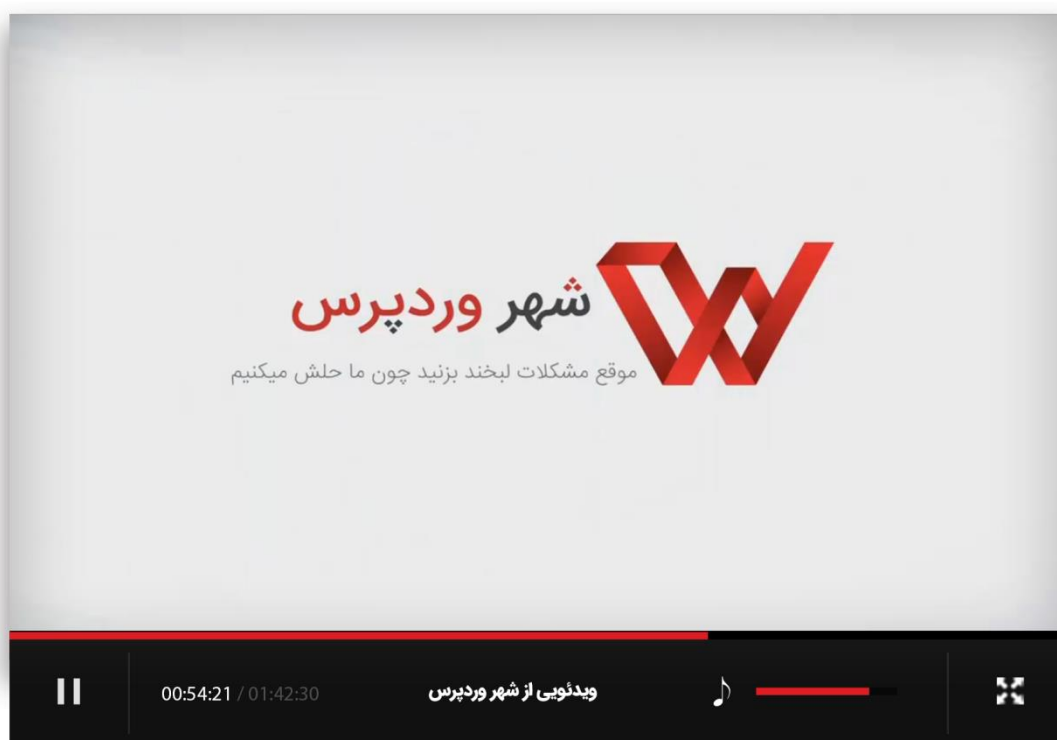 شهر وردپرس
موقع مشکلات لبخند بزنید چون ما حلش میکنیم
00:54:21 / 01:42:30
ویدئویی از شهر وردپرس